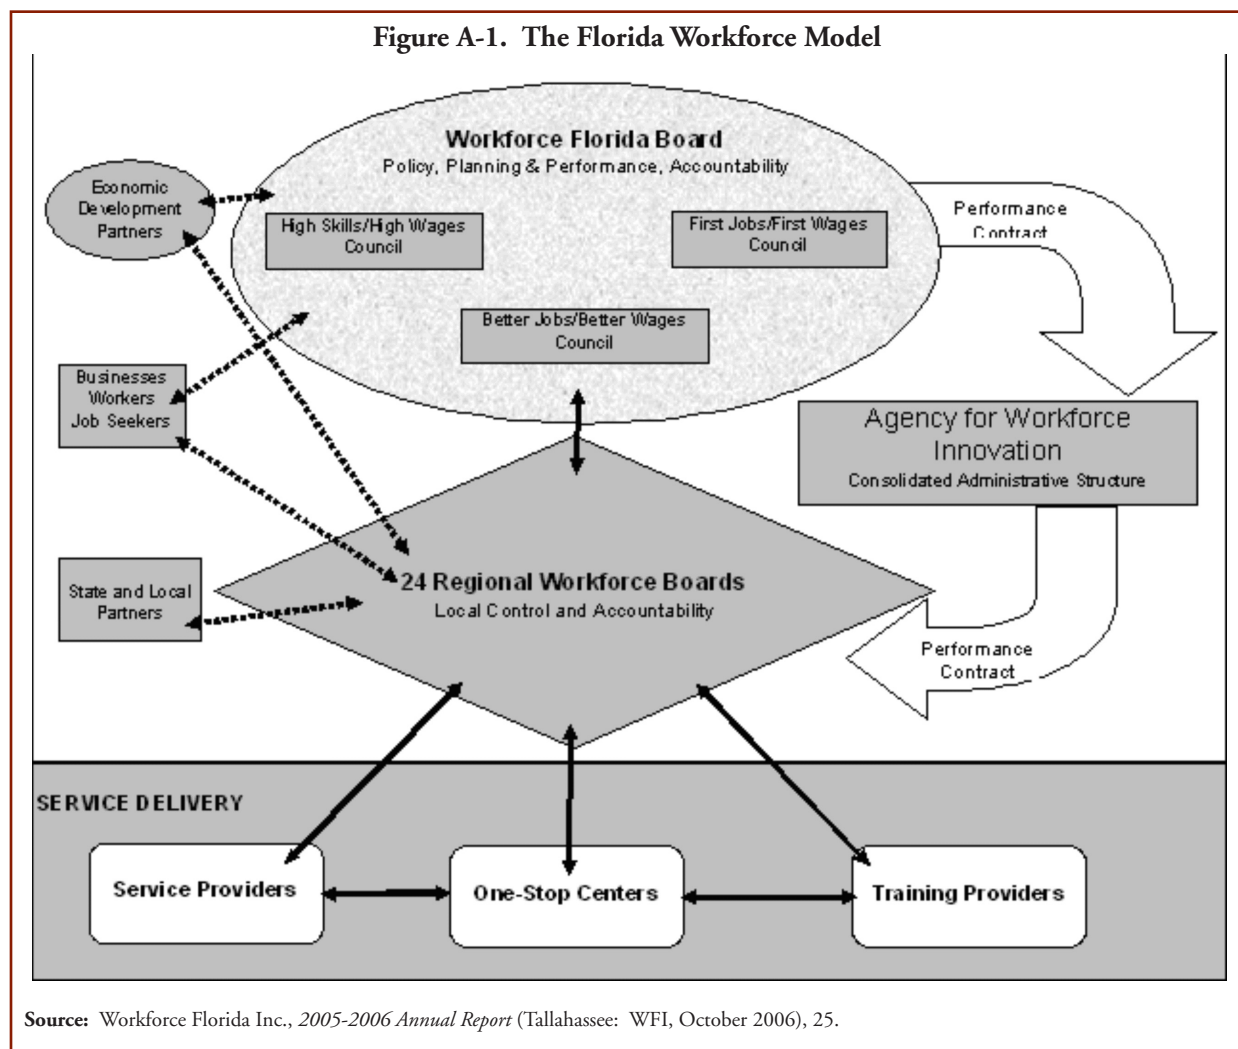 Figure A-1. The Florida Workforce Model
Workforce Florida Board
Policy, Planning & Performance, Accountability
Economic
Development
Partners
High Skills/High Wages
Council
First Jobs/First Wages
Council
Better Jobs/Better Wages
Council
Performance
Contract
Businesses
Workers
Job Seekers
Agency for Workforce
Innovation
Consolidated Administrative Structure
State and Local
Partners
24 Regional Workforce Boards
Local Control and Accountability
Performance
Contract
SERVICE DELIVERY
Service Providers
One-Stop Centers
Training Providers
Source: Workforce Florida Inc., 2005-2006 Annual Report (Tallahassee: WFI, October 2006), 25.